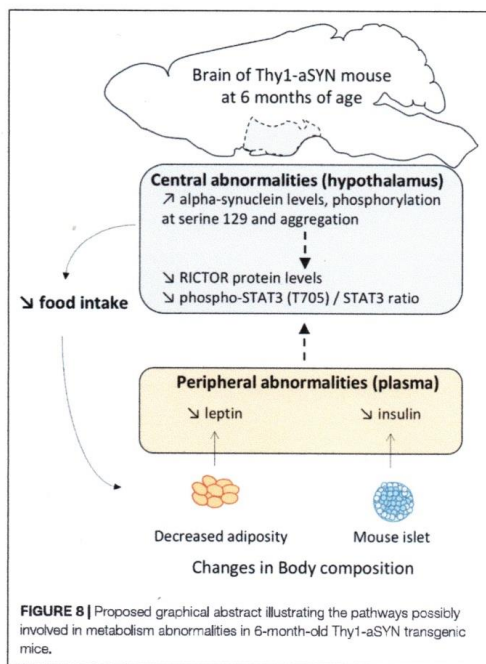 Brain of Thy1-aSYN mouse
at 6 months of age
Central abnormalities (hypothalamus)
↗ alpha-synuclein levels, phosphorylation
at serine 129 and aggregation
↘ RICTOR protein levels
↘ phospho-STAT3 (T705) / STAT3 ratio
↘ food intake
Peripheral abnormalities (plasma)
↘ leptin ↘ insulin
Decreased adiposity Mouse islet
Changes in Body composition
FIGURE 8 | Proposed graphical abstract illustrating the pathways possibly
involved in metabolism abnormalities in 6-month-old Thy1-aSYN transgenic
mice.